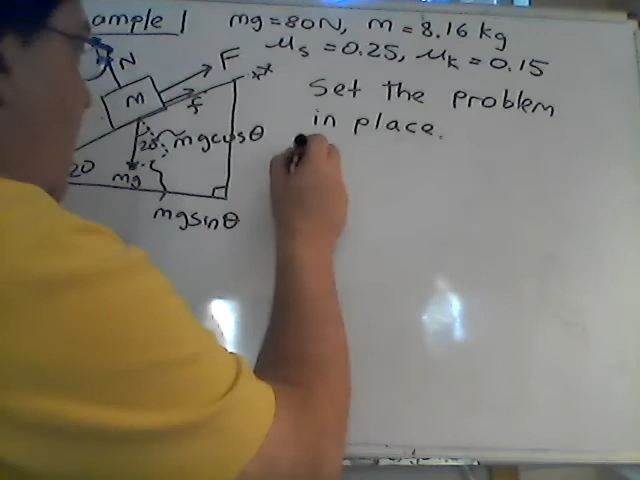 ample 1 mg=80N, m=8.16 kg
μs=0.25, μk=0.15
N
F
x+
m
f
Set the problem
in place.
20 mgcosθ
20
mg
mgsinθ